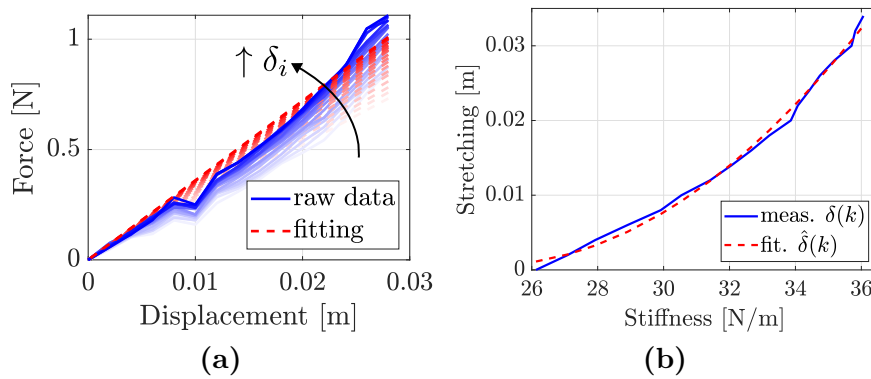 1
↑ δᵢ
Force [N]
0.5
raw data
fitting
0
0
0.01
0.02
0.03
Displacement [m]
(a)
0.03
0.02
Stretching [m]
0.01
meas. δ(k)
fit. δ̂(k)
0
26
28
30
32
34
36
Stiffness [N/m]
(b)